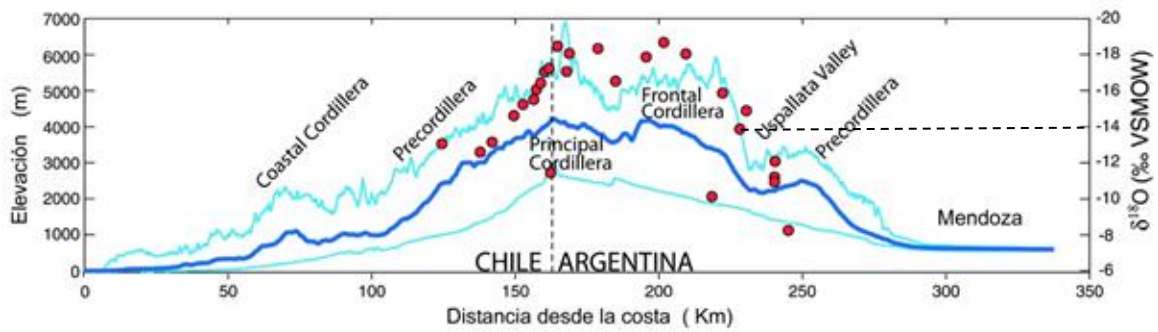 7000
6000
5000
4000
3000
2000
1000
0
Elevación (m)
Coastal Cordillera
Precordillera
Principal
Cordillera
Frontal
Cordillera
Uspallata Valley
Precordillera
Mendoza
CHILE ARGENTINA
-20
-18
-16
-14
-12
-10
-8
-6
δ¹⁸O (‰ VSMOW)
0 50 100 150 200 250 300 350
Distancia desde la costa ( Km)